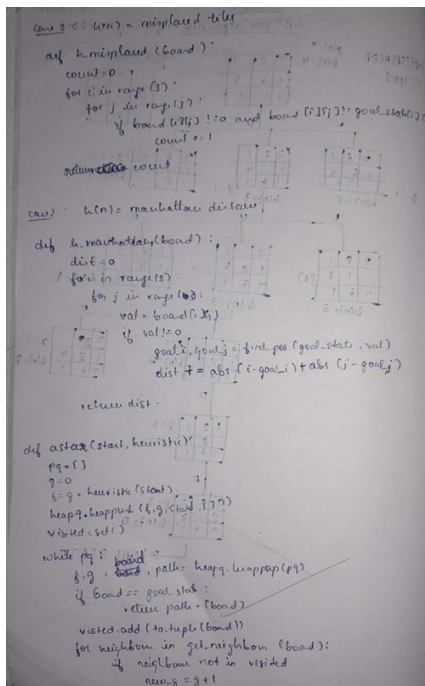 h(n) = misplaced tiles
def h_misplaced (board) :
count=0
for i in range(3):
for j in range(3):
if board[i][j] !=0 and board[i][j] != goal_state[i]
count += 1
return count
case : h(n) = manhattan distance
def h_manhattan(board) :
dist =0
for i in range(3)
for j in range(3):
val = board[i][j]
if val !=0
goal_i, goal_j = find_pos (goal_state, val)
dist += abs (i-goal_i) + abs (j-goal_j)
return dist.
def astar(start, heuristic)
pq = []
g=0
f=g + heuristic (start)
heapq.heappush (f, g, start, [])
visited = set( )
while pq :
f, g, board, path = heapq.heappop(pq)
if board == goal_state :
return path + [board]
visted.add (to_tuple(board))
for neighbour in get_neighbours (board):
if neighbour not in visited
new_g = g+1